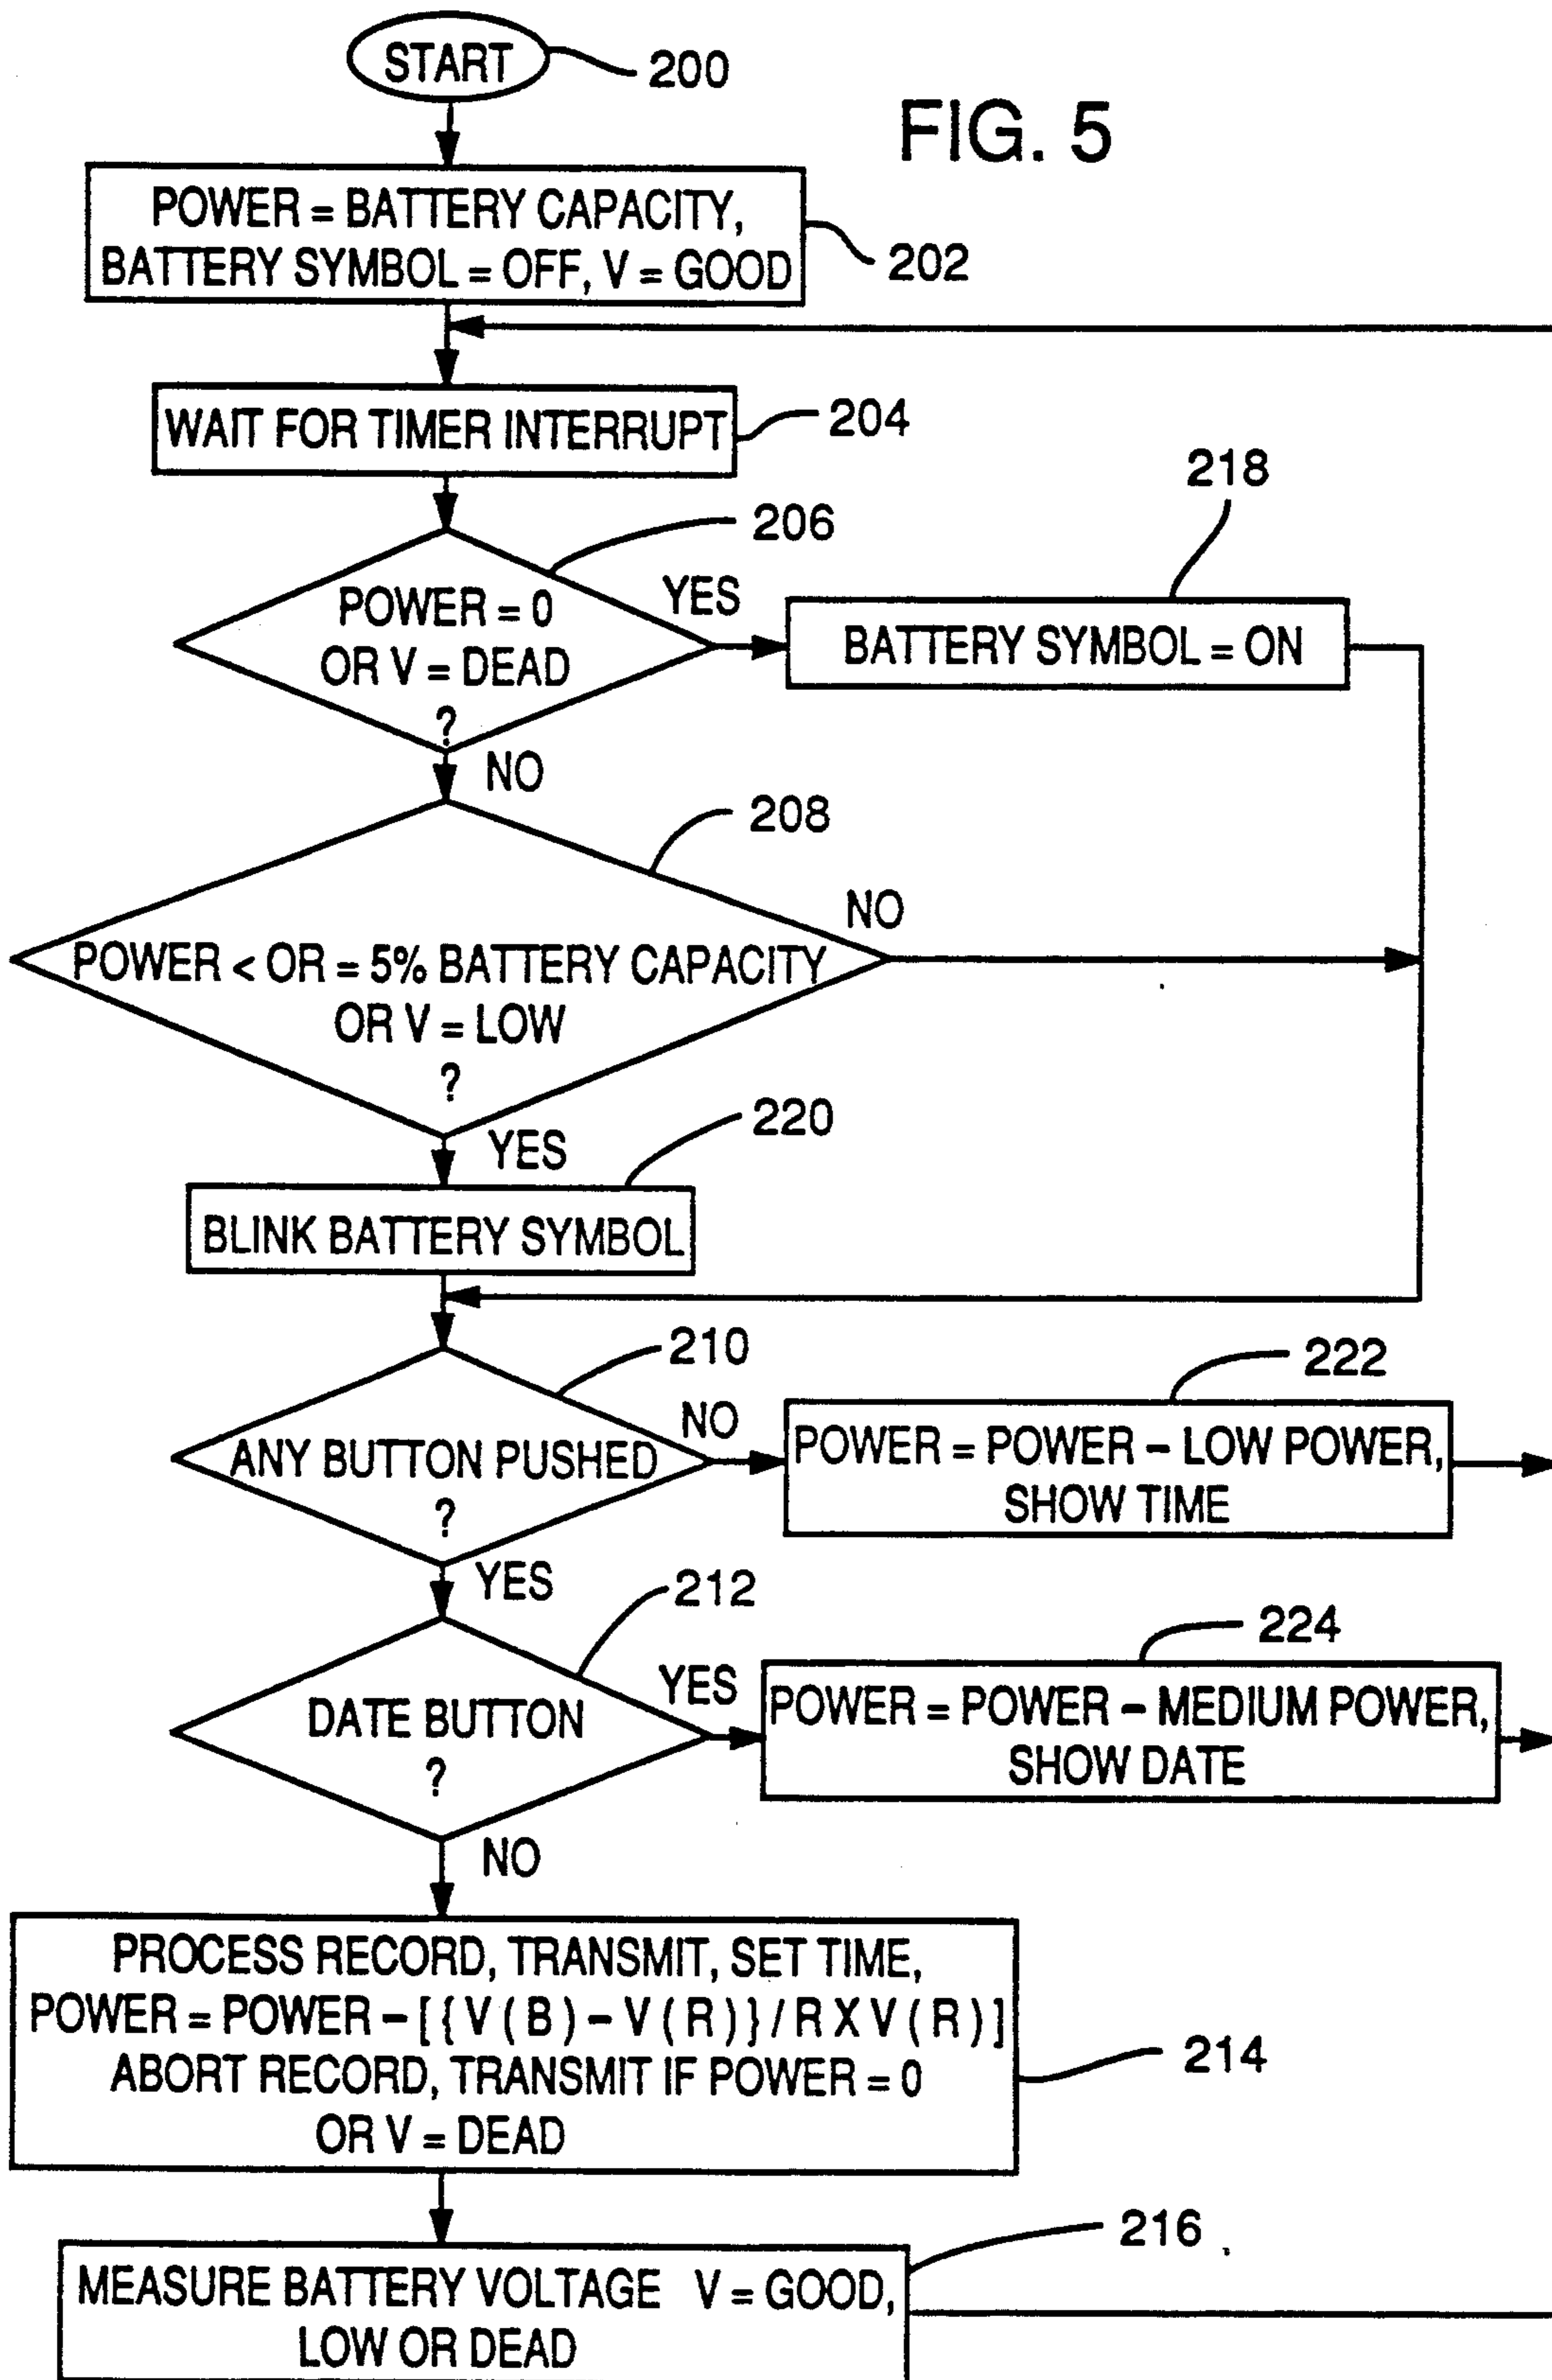 START
200
FIG. 5
POWER = BATTERY CAPACITY,
BATTERY SYMBOL = OFF, V = GOOD
202
WAIT FOR TIMER INTERRUPT
204
218
206
POWER = 0
OR V = DEAD
?
YES
BATTERY SYMBOL = ON
NO
208
NO
POWER < OR = 5% BATTERY CAPACITY
OR V = LOW
?
YES
220
BLINK BATTERY SYMBOL
210
222
ANY BUTTON PUSHED
?
NO
POWER = POWER – LOW POWER,
SHOW TIME
YES
212
224
DATE BUTTON
?
YES
POWER = POWER – MEDIUM POWER,
SHOW DATE
NO
PROCESS RECORD, TRANSMIT, SET TIME,
POWER = POWER – [ { V ( B ) – V ( R ) } / R X V ( R ) ]
ABORT RECORD, TRANSMIT IF POWER = 0
OR V = DEAD
214
216
MEASURE BATTERY VOLTAGE V = GOOD,
LOW OR DEAD